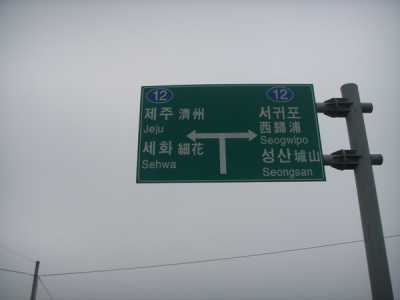 12
제주 濟州
Jeju
세화 細花
Sehwa
12
서귀포
西歸浦
Seogwipo
성산 城山
Seongsan